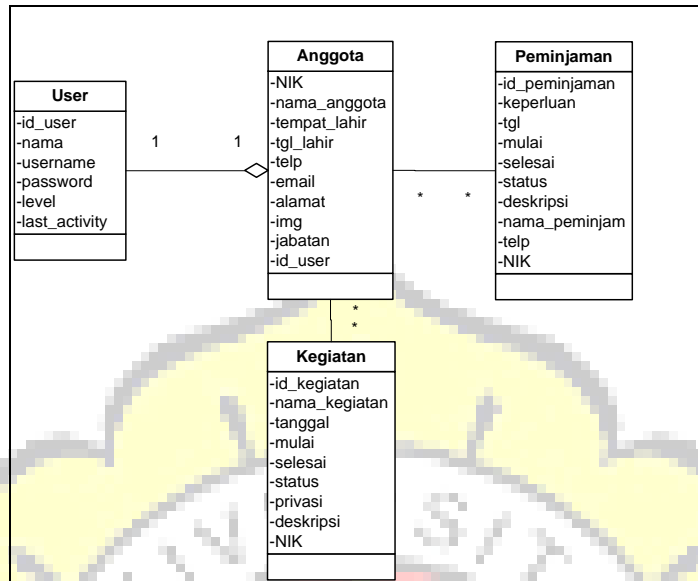 User
-id_user
-nama
-username
-password
-level
-last_activity
1
1
Anggota
-NIK
-nama_anggota
-tempat_lahir
-tgl_lahir
-telp
-email
-alamat
-img
-jabatan
-id_user
*
*
Peminjaman
-id_peminjaman
-keperluan
-tgl
-mulai
-selesai
-status
-deskripsi
-nama_peminjam
-telp
-NIK
*
*
Kegiatan
-id_kegiatan
-nama_kegiatan
-tanggal
-mulai
-selesai
-status
-privasi
-deskripsi
-NIK